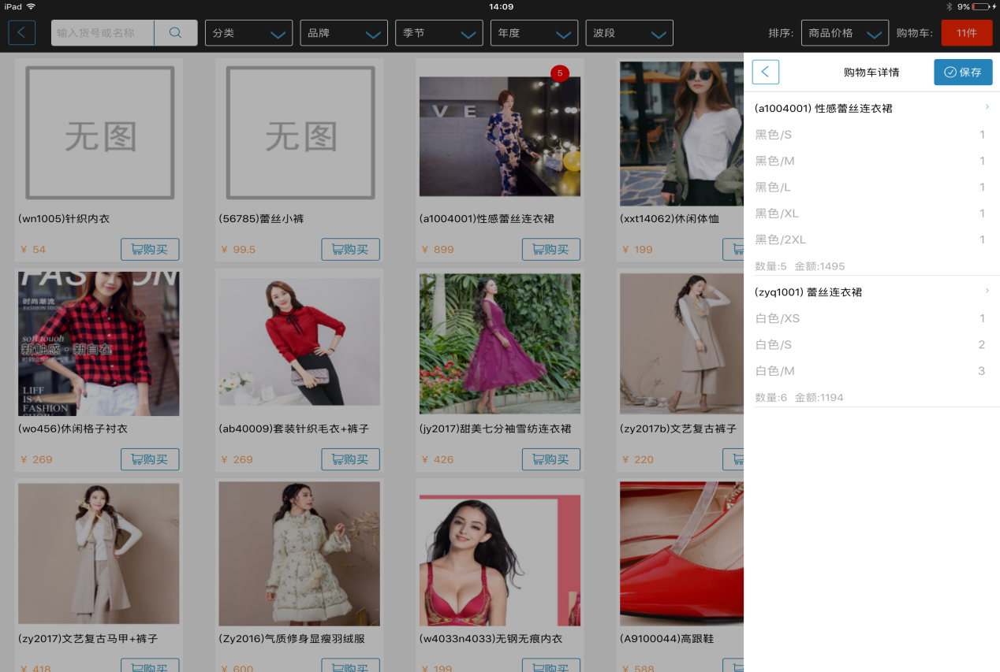 iPad 14:09 9%
输入货号或名称 分类 品牌 季节 年度 波段 排序: 商品价格 购物车: 11件
无图
(wn1005)针织内衣
¥ 54 购买
无图
(56785)蕾丝小裤
¥ 99.5 购买
5
V E
(a1004001)性感蕾丝连衣裙
¥ 899 购买
(xxt14062)休闲体恤
¥ 199
FASHION
时尚潮流
FASHION SHOW
soft touoh
新触感。新自在
LIFF
IS A
FASHION
SHOW
(wo456)休闲格子衬衣
¥ 269 购买
(ab40009)套装针织毛衣+裤子
¥ 269 购买
(jy2017)甜美七分袖雪纺连衣裙
¥ 426 购买
(zy2017b)文艺复古裤子
¥ 220
(zy2017)文艺复古马甲+裤子
¥ 418 购买
(Zy2016)气质修身显瘦羽绒服
¥ 600 购买
(w4033n4033)无钢无痕内衣
¥ 199 购买
(A9100044)高跟鞋
¥ 588
购物车详情 保存
(a1004001) 性感蕾丝连衣裙
黑色/S 1
黑色/M 1
黑色/L 1
黑色/XL 1
黑色/2XL 1
数量:5 金额:1495
(zyq1001) 蕾丝连衣裙
白色/XS 1
白色/S 2
白色/M 3
数量:6 金额:1194